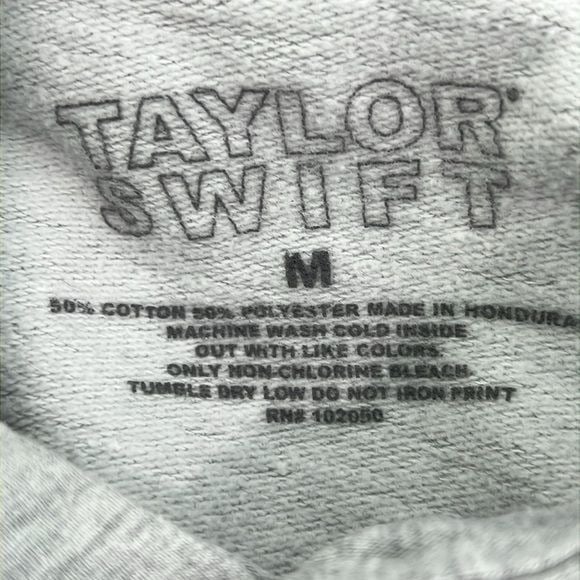 TAYLOR
SWIFT
M
50% COTTON 50% POLYESTER MADE IN HONDURA
MACHINE WASH COLD INSIDE
OUT WITH LIKE COLORS
ONLY NON-CHLORINE BLEACH
TUMBLE DRY LOW DO NOT IRON PRINT
RN# 102050